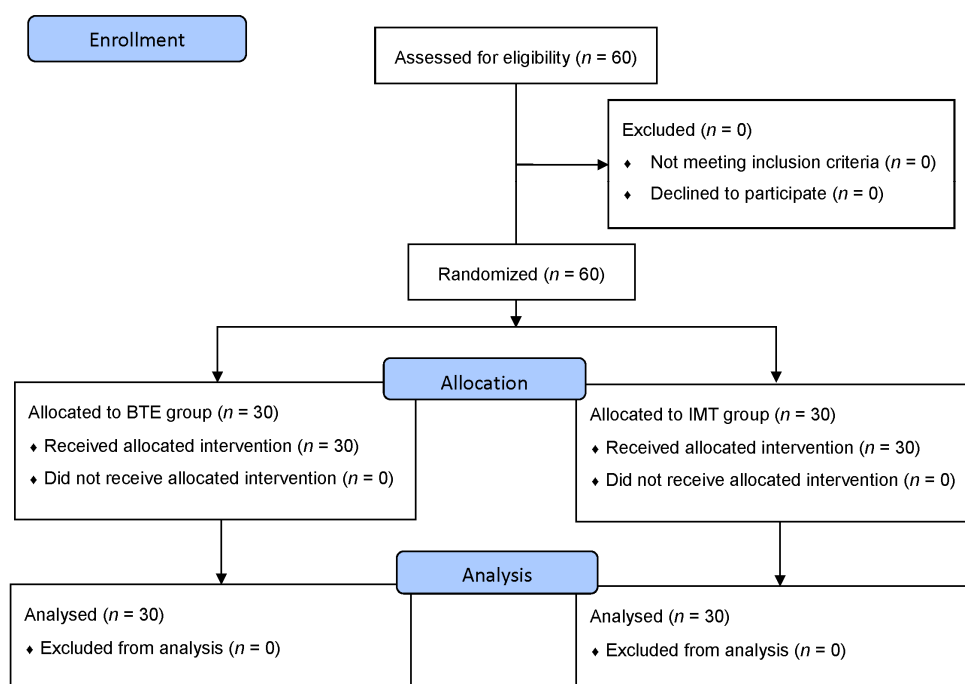 Enrollment
Assessed for eligibility (n = 60)
Excluded (n = 0)
♦ Not meeting inclusion criteria (n = 0)
♦ Declined to participate (n = 0)
Randomized (n = 60)
Allocation
Allocated to BTE group (n = 30)
♦ Received allocated intervention (n = 30)
♦ Did not receive allocated intervention (n = 0)
Allocated to IMT group (n = 30)
♦ Received allocated intervention (n = 30)
♦ Did not receive allocated intervention (n = 0)
Analysis
Analysed (n = 30)
♦ Excluded from analysis (n = 0)
Analysed (n = 30)
♦ Excluded from analysis (n = 0)